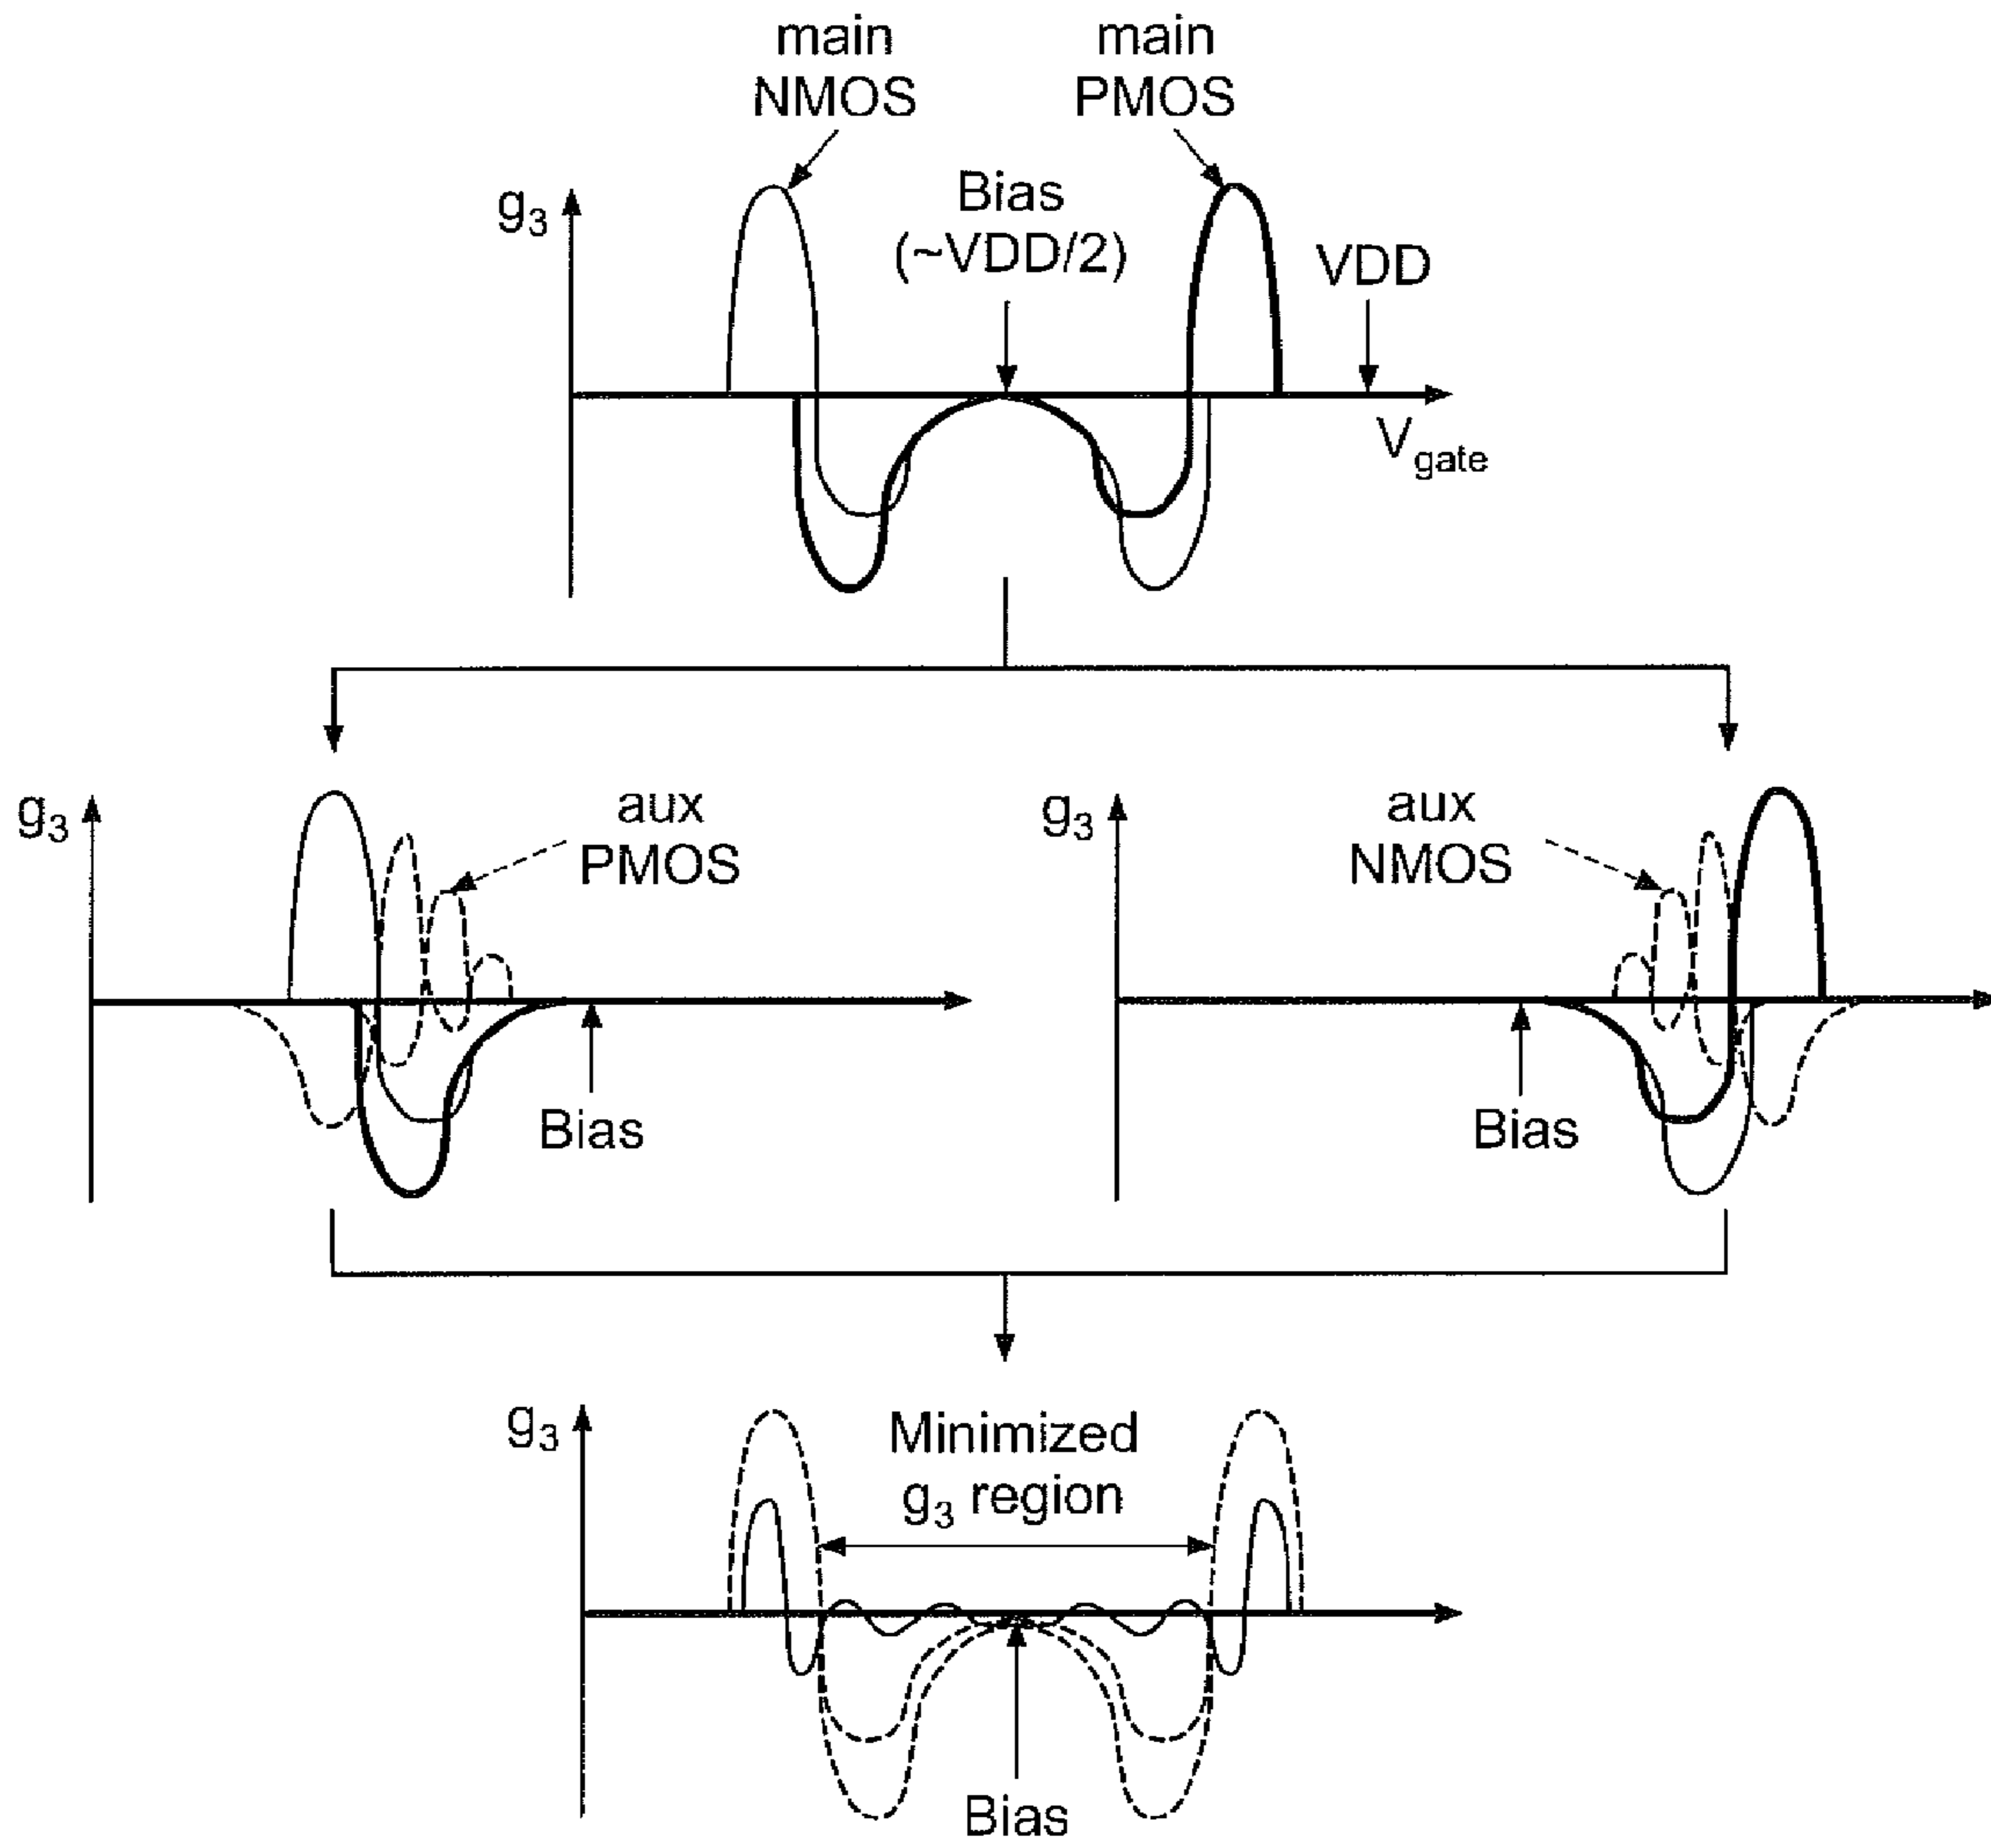 main
NMOS
main
PMOS
g₃
Bias
(~VDD/2)
VDD
Vgate
g₃
aux
PMOS
Bias
g₃
aux
NMOS
Bias
g₃
Minimized
g₃ region
Bias